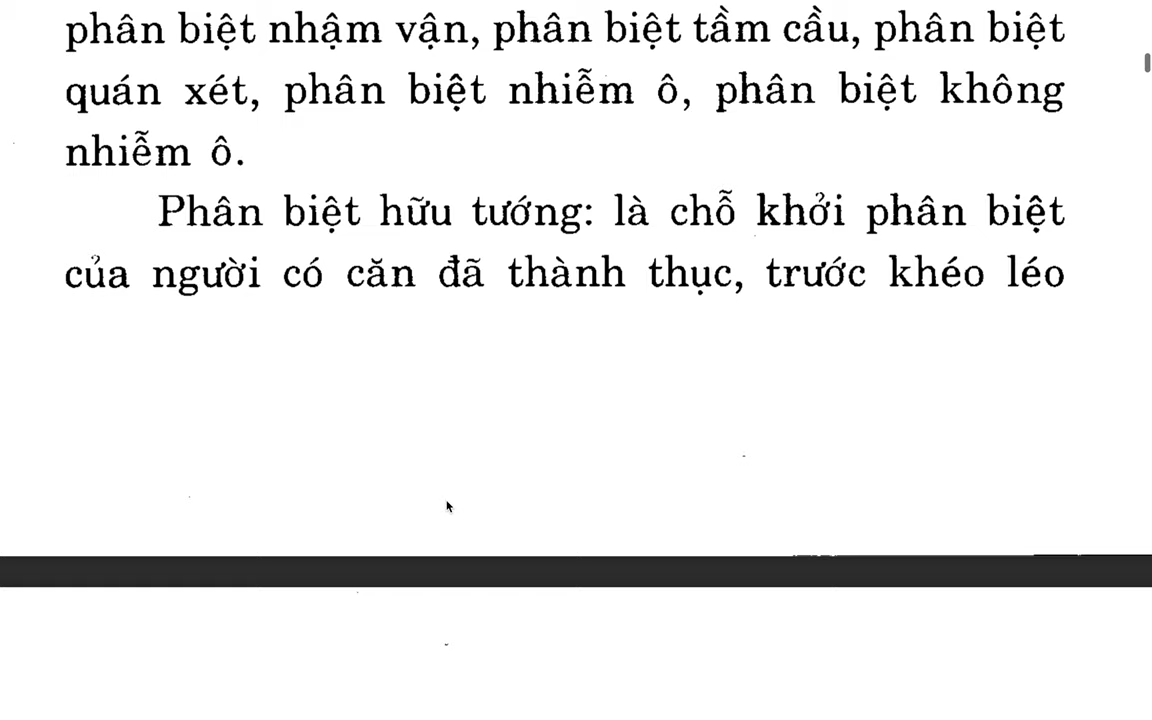 phân biệt nhậm vận, phân biệt tầm cầu, phân biệt
quán xét, phân biệt nhiễm ô, phân biệt không
nhiễm ô.
Phân biệt hữu tướng: là chỗ khởi phân biệt
của người có căn đã thành thục, trước khéo léo